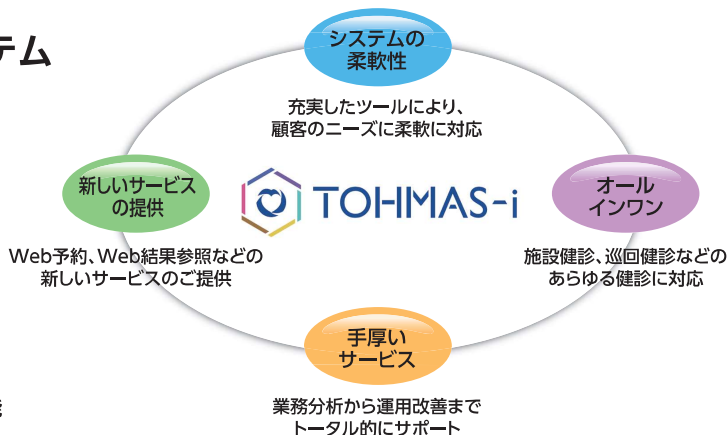 テム
システムの
柔軟性
充実したツールにより、
顧客のニーズに柔軟に対応
新しいサービス
の提供
TOHMAS-i
オール
インワン
Web予約、Web結果参照などの
新しいサービスのご提供
施設健診、巡回健診などの
あらゆる健診に対応
手厚い
サービス
業務分析から運用改善まで
トータル的にサポート